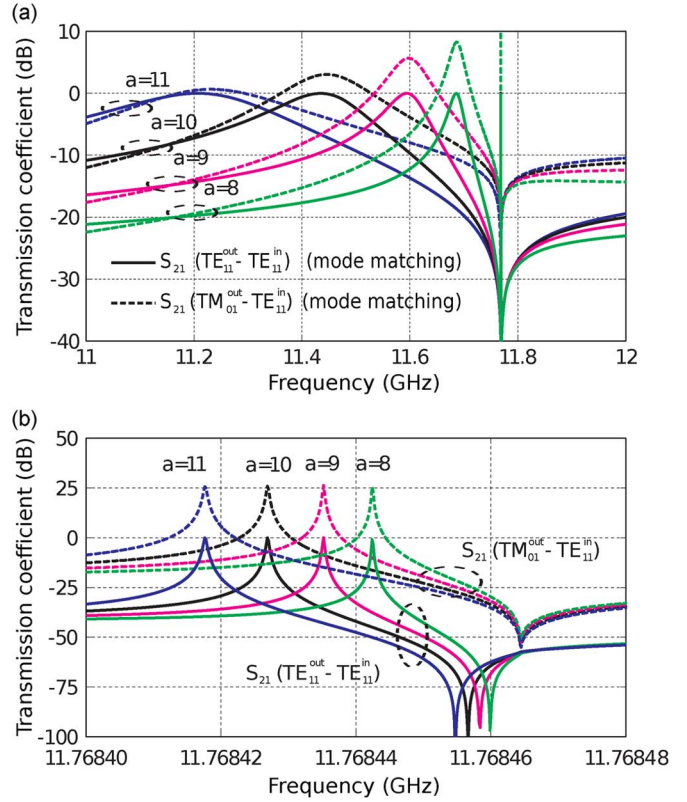 (a)
10
0
-10
-20
-30
-40
Transmission coefficient (dB)
a=11
a=10
a=9
a=8
S21 (TE11out- TE11in) (mode matching)
S21 (TM01out- TE11in) (mode matching)
11 11.2 11.4 11.6 11.8 12
Frequency (GHz)
(b)
50
25
0
-25
-50
-75
-100
Transmission coefficient (dB)
a=11 a=10 a=9 a=8
S21 (TM01out- TE11in)
S21 (TE11out- TE11in)
11.76840 11.76842 11.76844 11.76846 11.76848
Frequency (GHz)